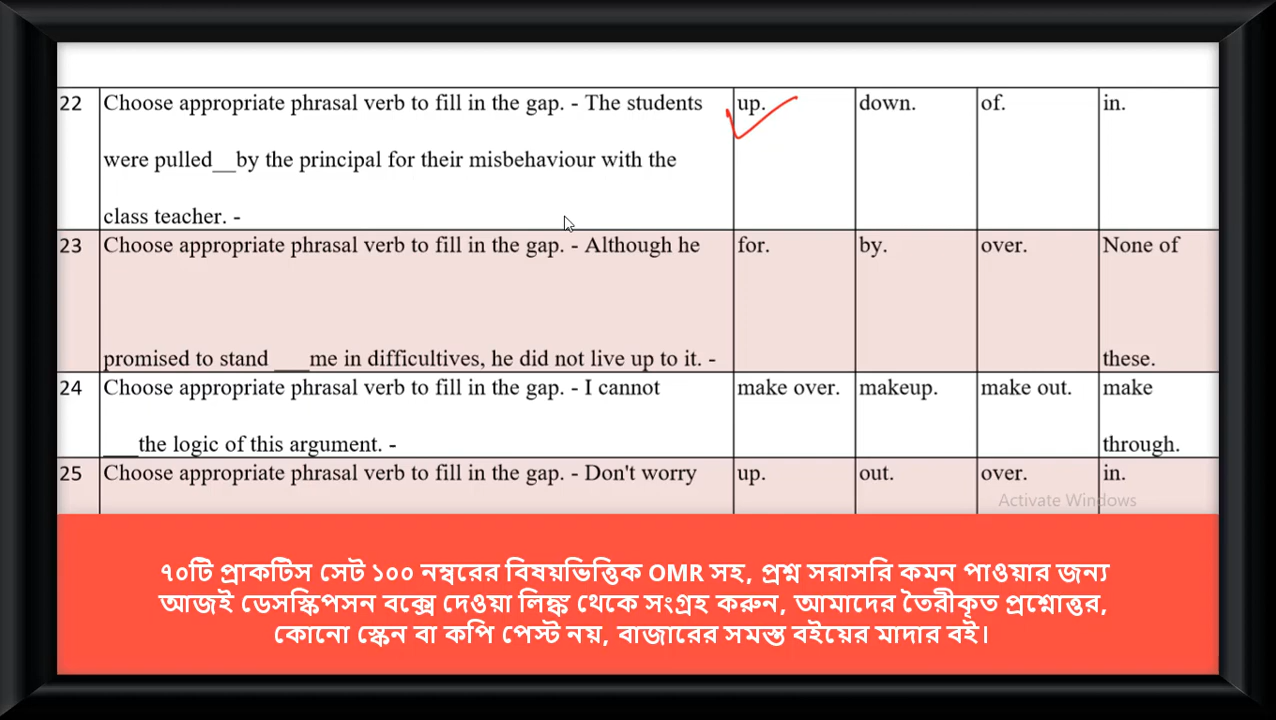 22 Choose appropriate phrasal verb to fill in the gap. - The students up. down. of. in.
were pulled__by the principal for their misbehaviour with the
class teacher. -
23 Choose appropriate phrasal verb to fill in the gap. - Although he for. by. over. None of
promised to stand ___me in difficultives, he did not live up to it. - these.
24 Choose appropriate phrasal verb to fill in the gap. - I cannot make over. makeup. make out. make
___the logic of this argument. - through.
25 Choose appropriate phrasal verb to fill in the gap. - Don't worry up. out. over. in.
Activate Windows
৭০টি প্রাকটিস সেট ১০০ নম্বরের বিষয়ভিত্তিক OMR সহ, প্রশ্ন সরাসরি কমন পাওয়ার জন্য
আজই ডেসস্কিপসন বক্সে দেওয়া লিঙ্ক থেকে সংগ্রহ করুন, আমাদের তৈরীকৃত প্রশ্নোত্তর,
কোনো স্কেন বা কপি পেস্ট নয়, বাজারের সমস্ত বইয়ের মাদার বই।